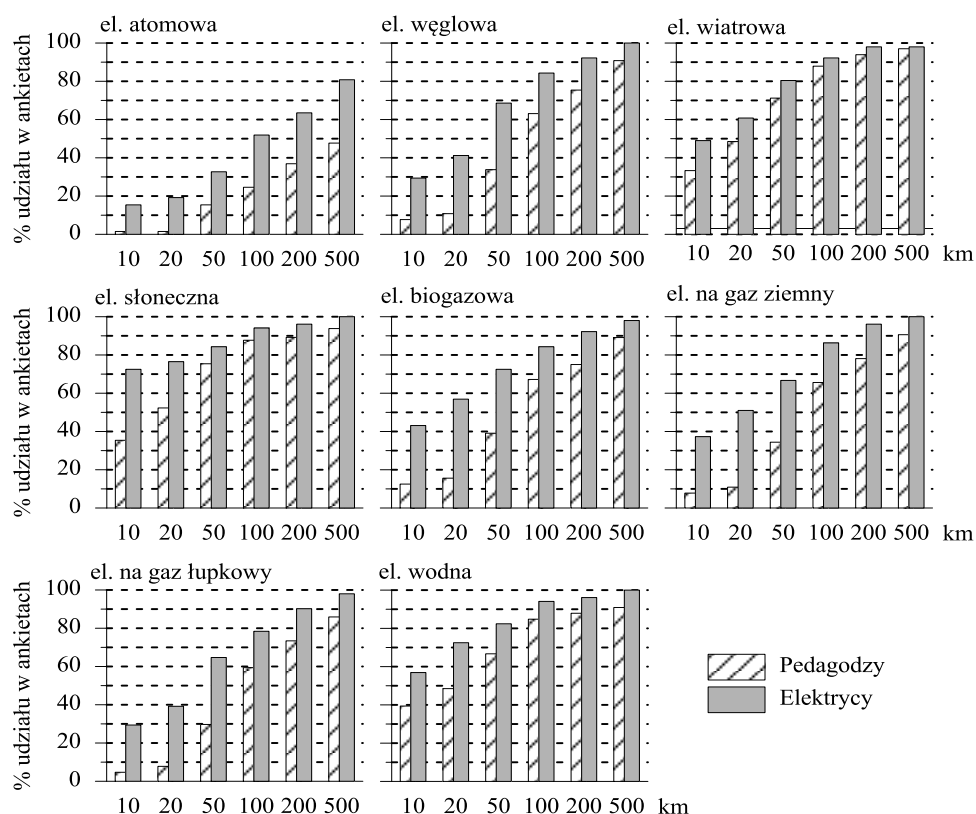 el. atomowa
el. węglowa
el. wiatrowa
% udziału w ankietach
100
80
60
40
20
0
10 20 50 100 200 500
10 20 50 100 200 500
10 20 50 100 200 500 km
el. słoneczna
el. biogazowa
el. na gaz ziemny
% udziału w ankietach
100
80
60
40
20
0
10 20 50 100 200 500
10 20 50 100 200 500
10 20 50 100 200 500 km
el. na gaz łupkowy
el. wodna
% udziału w ankietach
100
80
60
40
20
0
10 20 50 100 200 500
10 20 50 100 200 500 km
Pedagodzy
Elektrycy